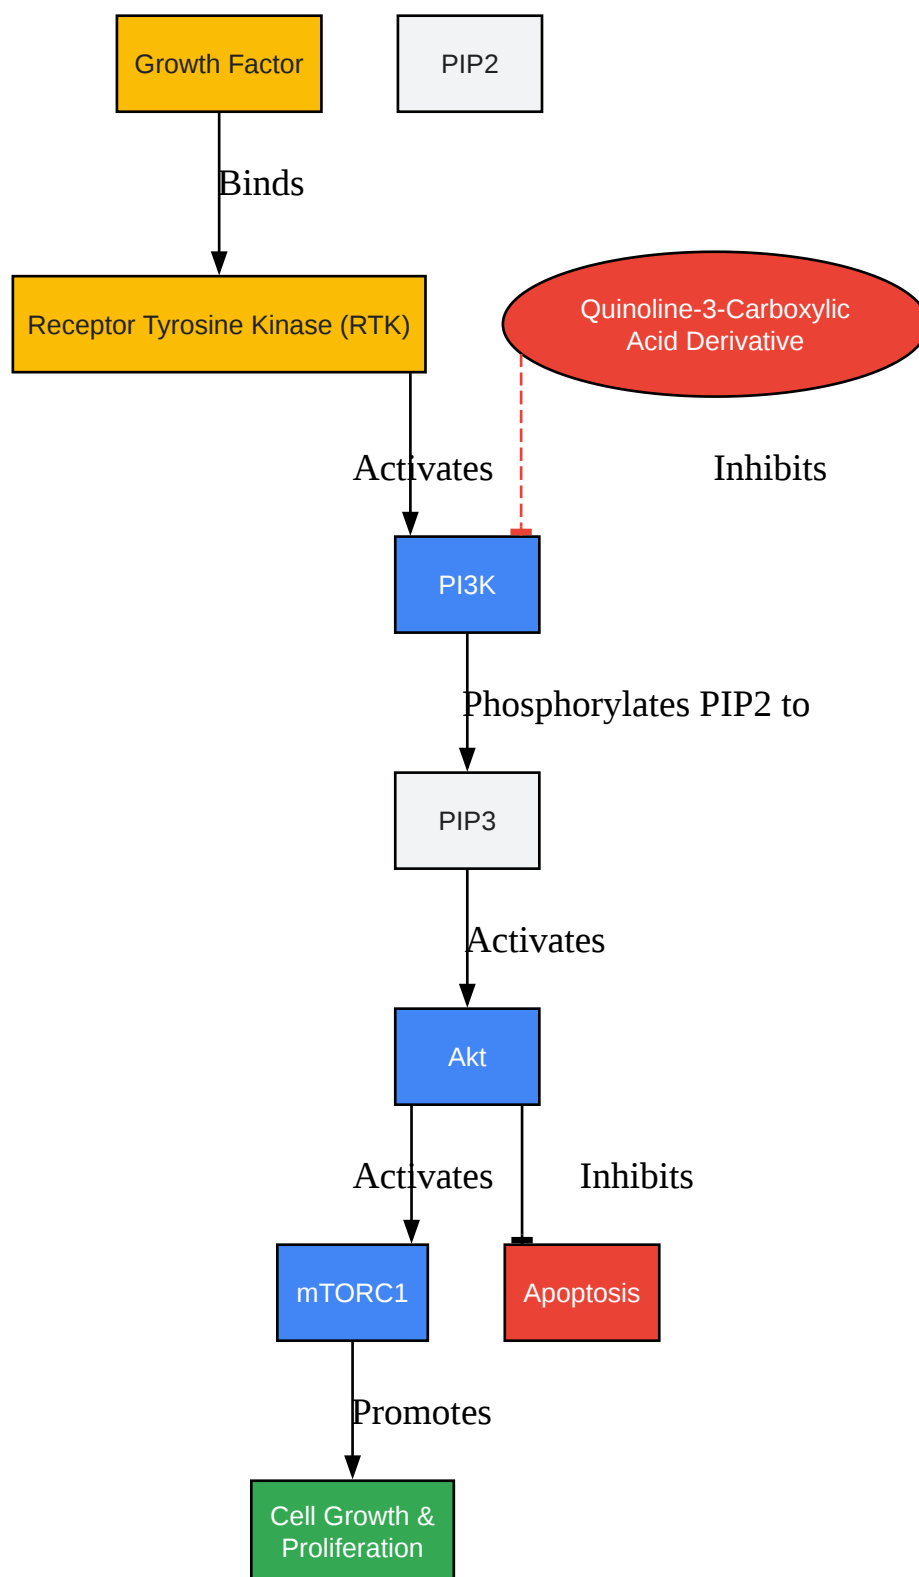 Growth Factor
PIP2
Binds
Receptor Tyrosine Kinase (RTK)
Quinoline-3-Carboxylic
Acid Derivative
Activates
Inhibits
PI3K
Phosphorylates PIP2 to
PIP3
Activates
Akt
Activates
Inhibits
mTORC1
Apoptosis
Promotes
Cell Growth &
Proliferation